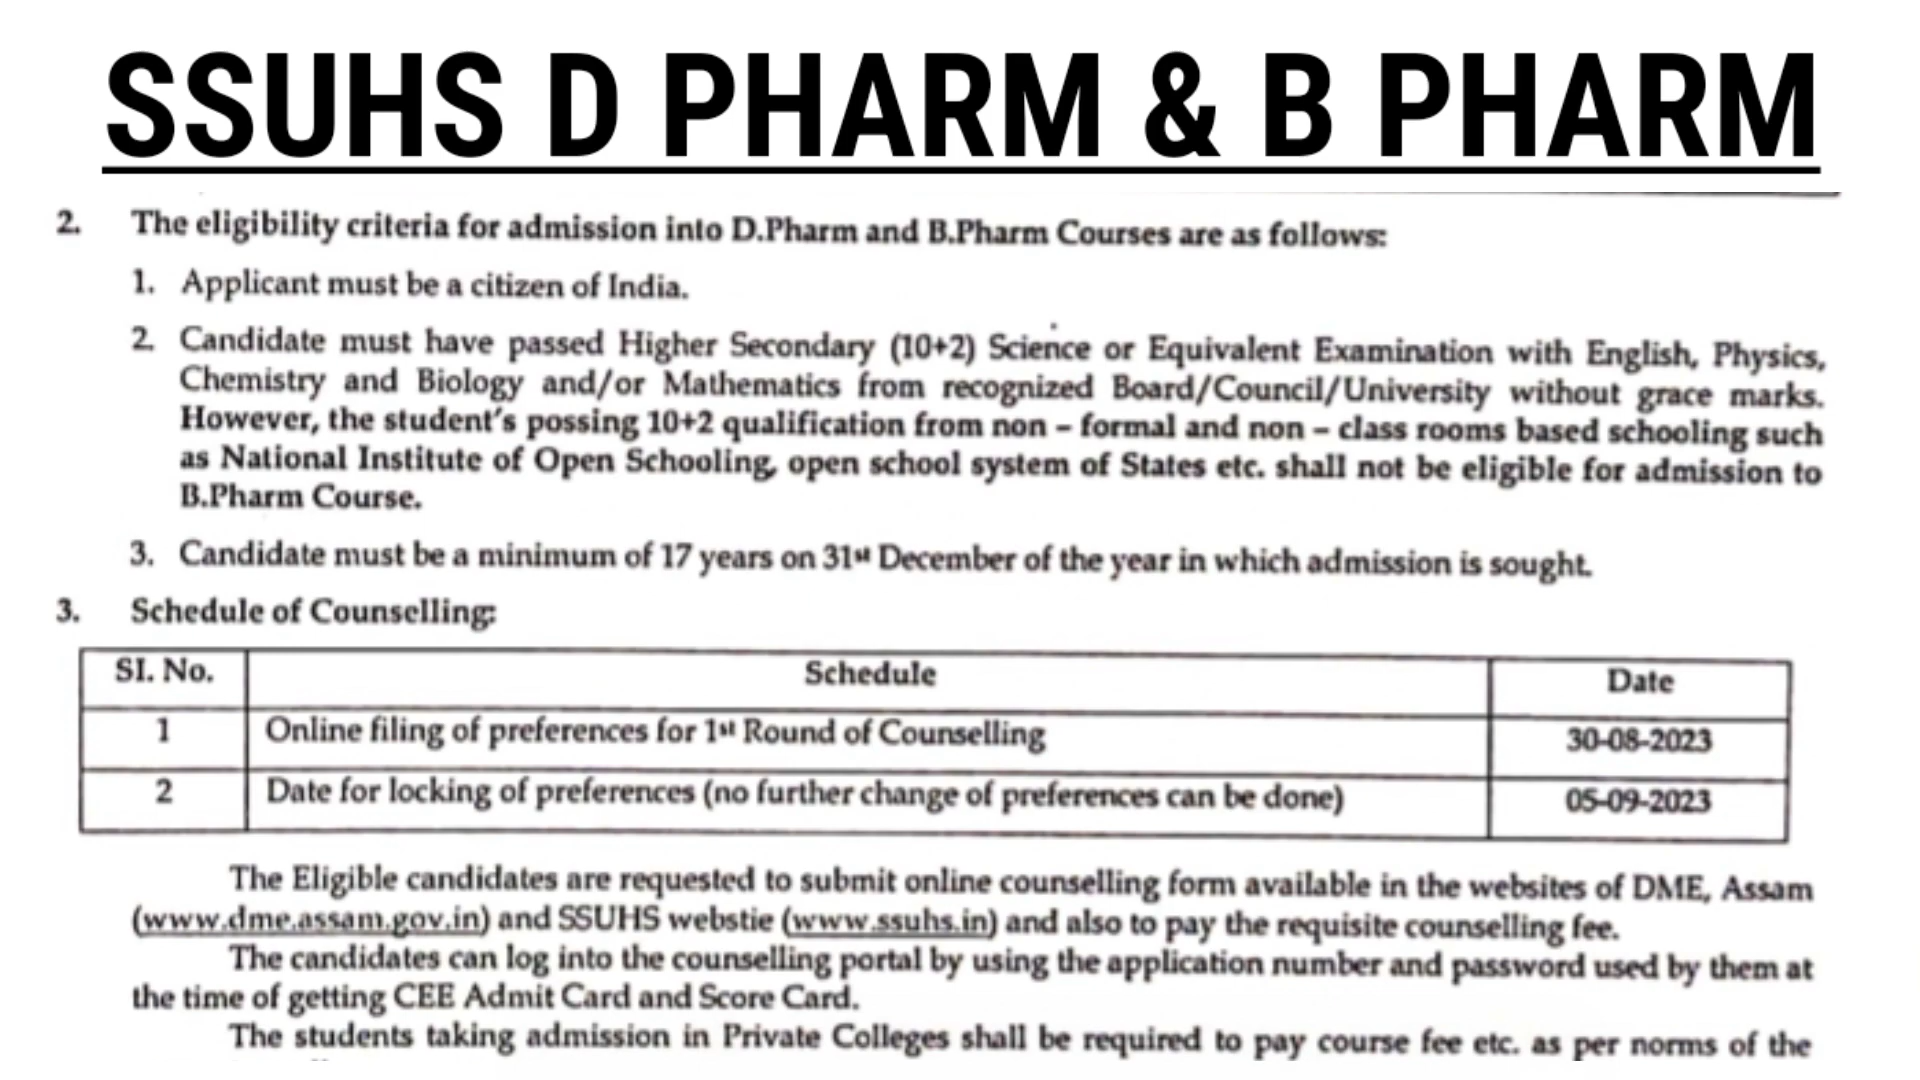 SSUHS D PHARM & B PHARM
2. The eligibility criteria for admission into D.Pharm and B.Pharm Courses are as follows:
1. Applicant must be a citizen of India.
2. Candidate must have passed Higher Secondary (10+2) Science or Equivalent Examination with English, Physics,
Chemistry and Biology and/or Mathematics from recognized Board/Council/University without grace marks.
However, the student's possing 10+2 qualification from non – formal and non – class rooms based schooling such
as National Institute of Open Schooling, open school system of States etc. shall not be eligible for admission to
B.Pharm Course.
3. Candidate must be a minimum of 17 years on 31st December of the year in which admission is sought.
3. Schedule of Counselling:
SI. No. Schedule Date
1 Online filing of preferences for 1st Round of Counselling 30-08-2023
2 Date for locking of preferences (no further change of preferences can be done) 05-09-2023
The Eligible candidates are requested to submit online counselling form available in the websites of DME, Assam
(www.dme.assam.gov.in) and SSUHS webstie (www.ssuhs.in) and also to pay the requisite counselling fee.
The candidates can log into the counselling portal by using the application number and password used by them at
the time of getting CEE Admit Card and Score Card.
The students taking admission in Private Colleges shall be required to pay course fee etc. as per norms of the